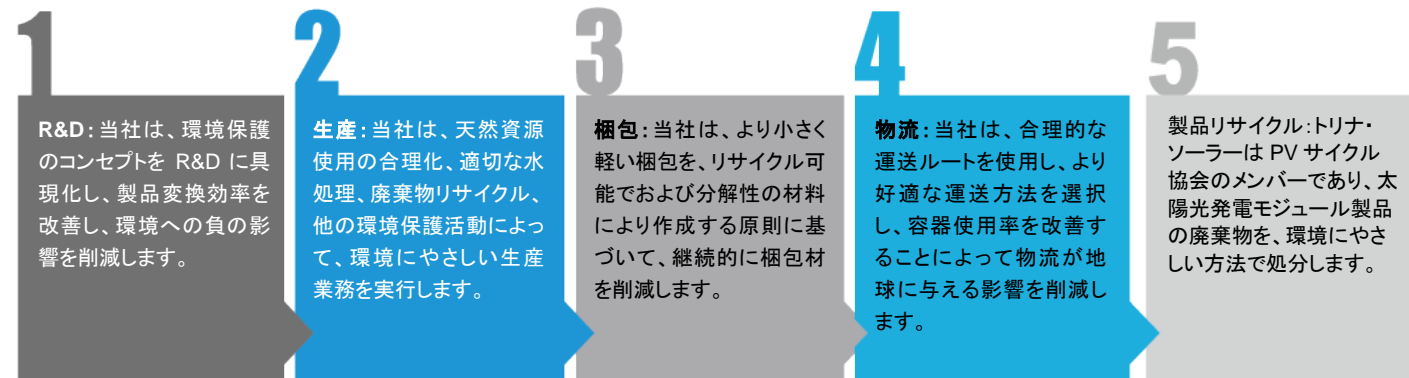 1
R&D：当社は、環境保護
のコンセプトを R&D に具
現化し、製品変換効率を
改善し、環境への負の影
響を削減します。
2
生産：当社は、天然資源
使用の合理化、適切な水
処理、廃棄物リサイクル、
他の環境保護活動によっ
て、環境にやさしい生産
業務を実行します。
3
梱包：当社は、より小さく
軽い梱包を、リサイクル可
能でおよび分解性の材料
により作成する原則に基
づいて、継続的に梱包材
を削減します。
4
物流：当社は、合理的な
運送ルートを使用し、より
好適な運送方法を選択
し、容器使用率を改善す
ることによって物流が地
球に与える影響を削減し
ます。
5
製品リサイクル：トリナ・
ソーラーは PV サイクル
協会のメンバーであり、太
陽光発電モジュール製品
の廃棄物を、環境にやさ
しい方法で処分します。